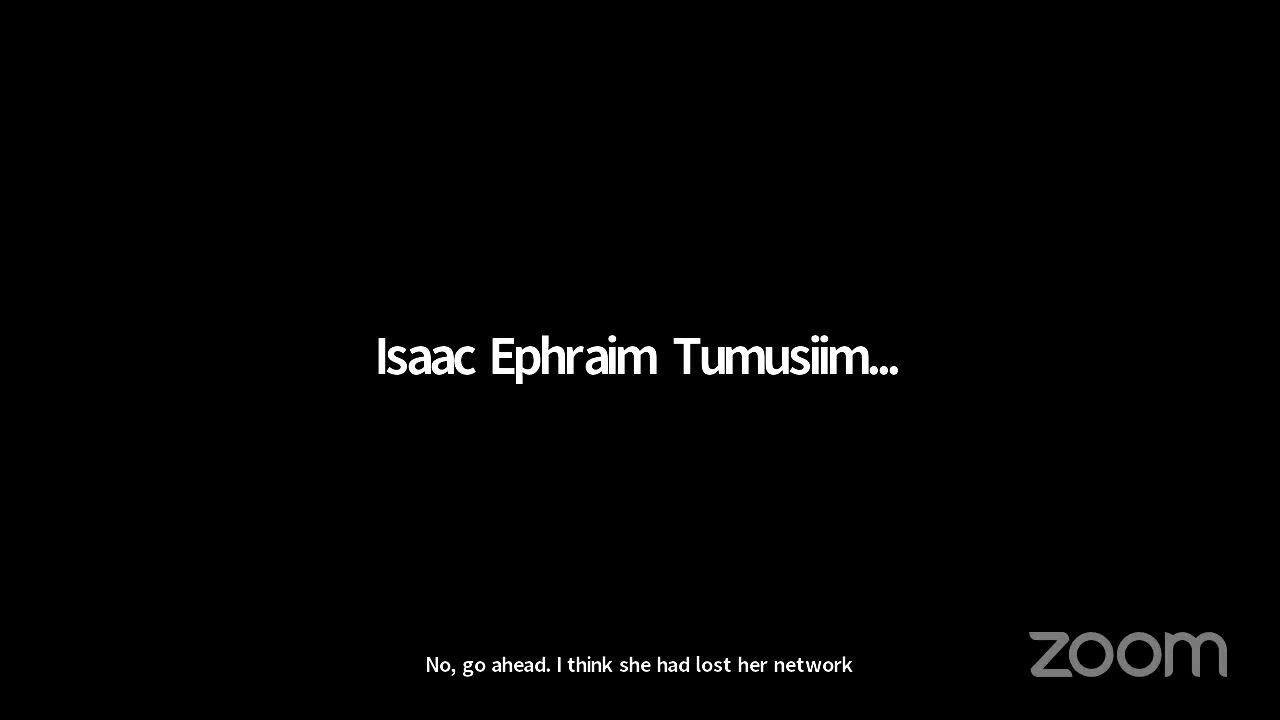 Isaac Ephraim Tumusiim...
No, go ahead. I think she had lost her network
zoom